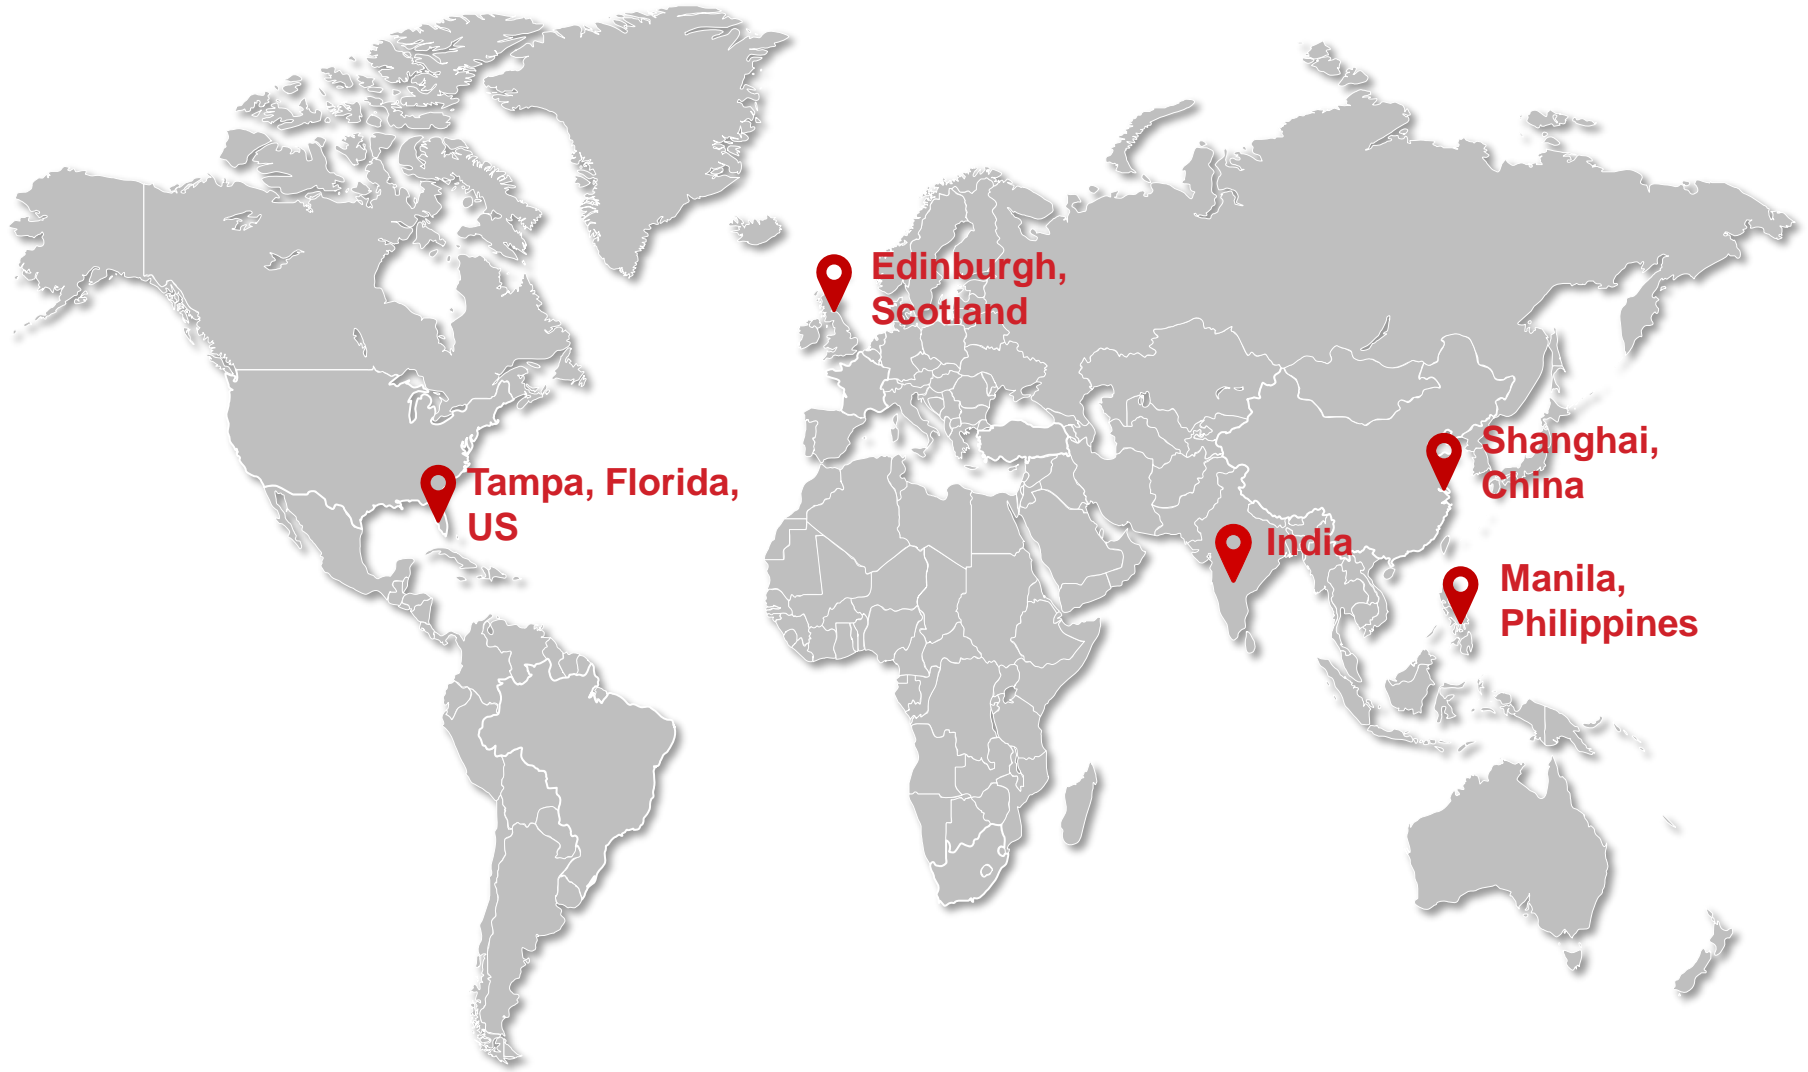 Edinburgh,
Scotland
Shanghai,
China
Tampa, Florida,
US
India
Manila,
Philippines